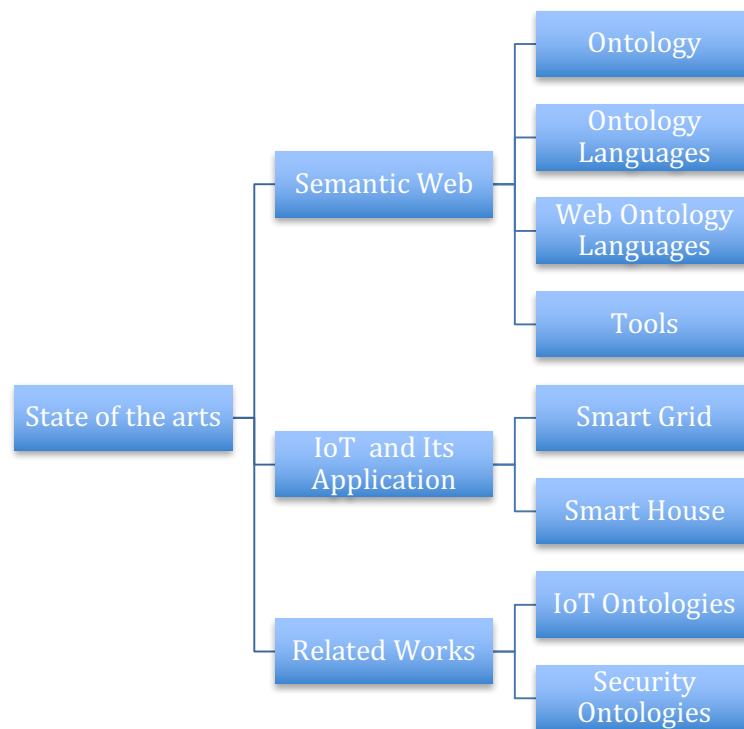 State of the arts
Semantic Web
Ontology
Ontology
Languages
Web Ontology
Languages
Tools
IoT and Its
Application
Smart Grid
Smart House
Related Works
IoT Ontologies
Security
Ontologies